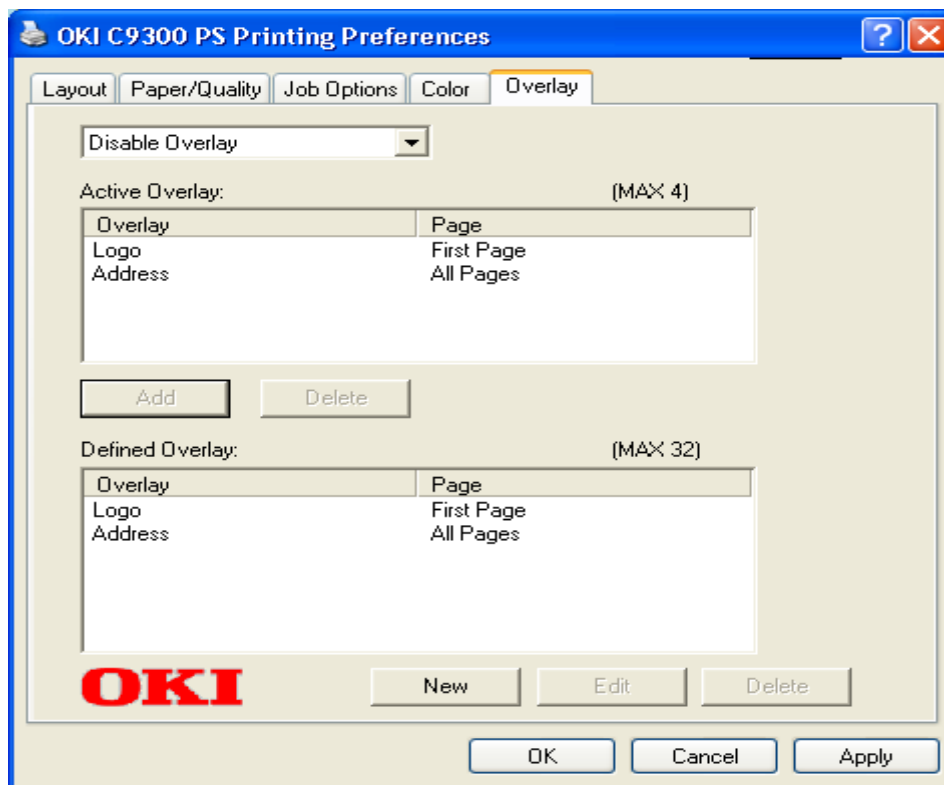 OKI C9300 PS Printing Preferences
Layout Paper/Quality Job Options Color Overlay
Disable Overlay
Active Overlay: (MAX 4)
Overlay Page
Logo First Page
Address All Pages
Add Delete
Defined Overlay: (MAX 32)
Overlay Page
Logo First Page
Address All Pages
OKI New Edit Delete
OK Cancel Apply